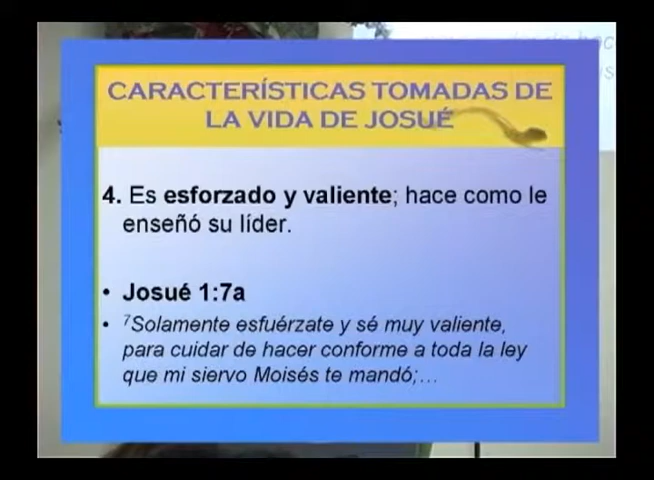 CARACTERÍSTICAS TOMADAS DE
LA VIDA DE JOSUÉ
4. Es esforzado y valiente; hace como le
enseñó su líder.
• Josué 1:7a
• ⁷Solamente esfuérzate y sé muy valiente,
para cuidar de hacer conforme a toda la ley
que mi siervo Moisés te mandó;…